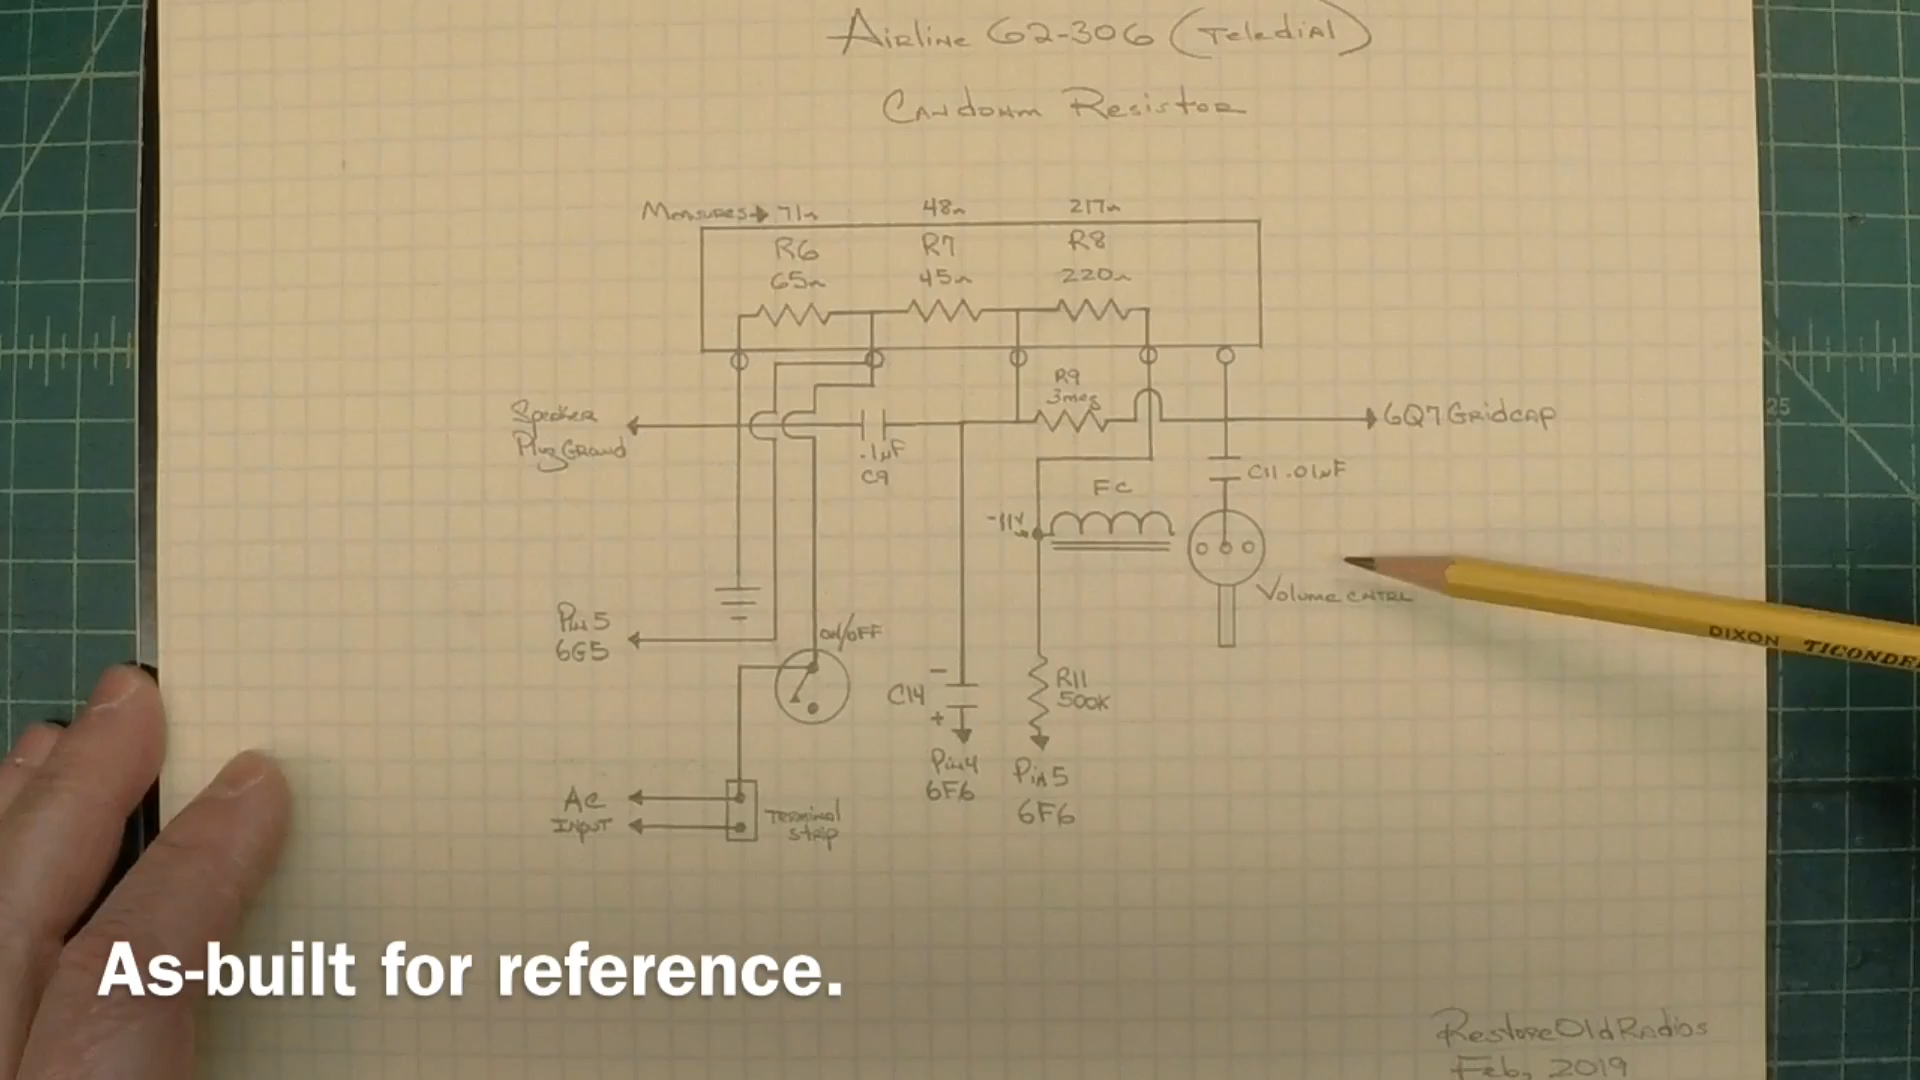 Airline 62-306 (Teledial)
Candohm Resistor
Measures→ 71Ω 48Ω 217Ω
R6 R7 R8
65Ω 45Ω 220Ω
R9
3meg
Speaker
Plug Ground
6Q7 Gridcap
.1µF
C9
C11 .01µF
FC
-11V
25
Volume cntrl
DIXON TICONDE
Pin 5
6G5
ON/OFF
C14
-
+
R11
500K
Pin4
6F6
Pin 5
6F6
AC
Input
Terminal
Strip
As-built for reference.
RestoreOldRadios
Feb, 2019